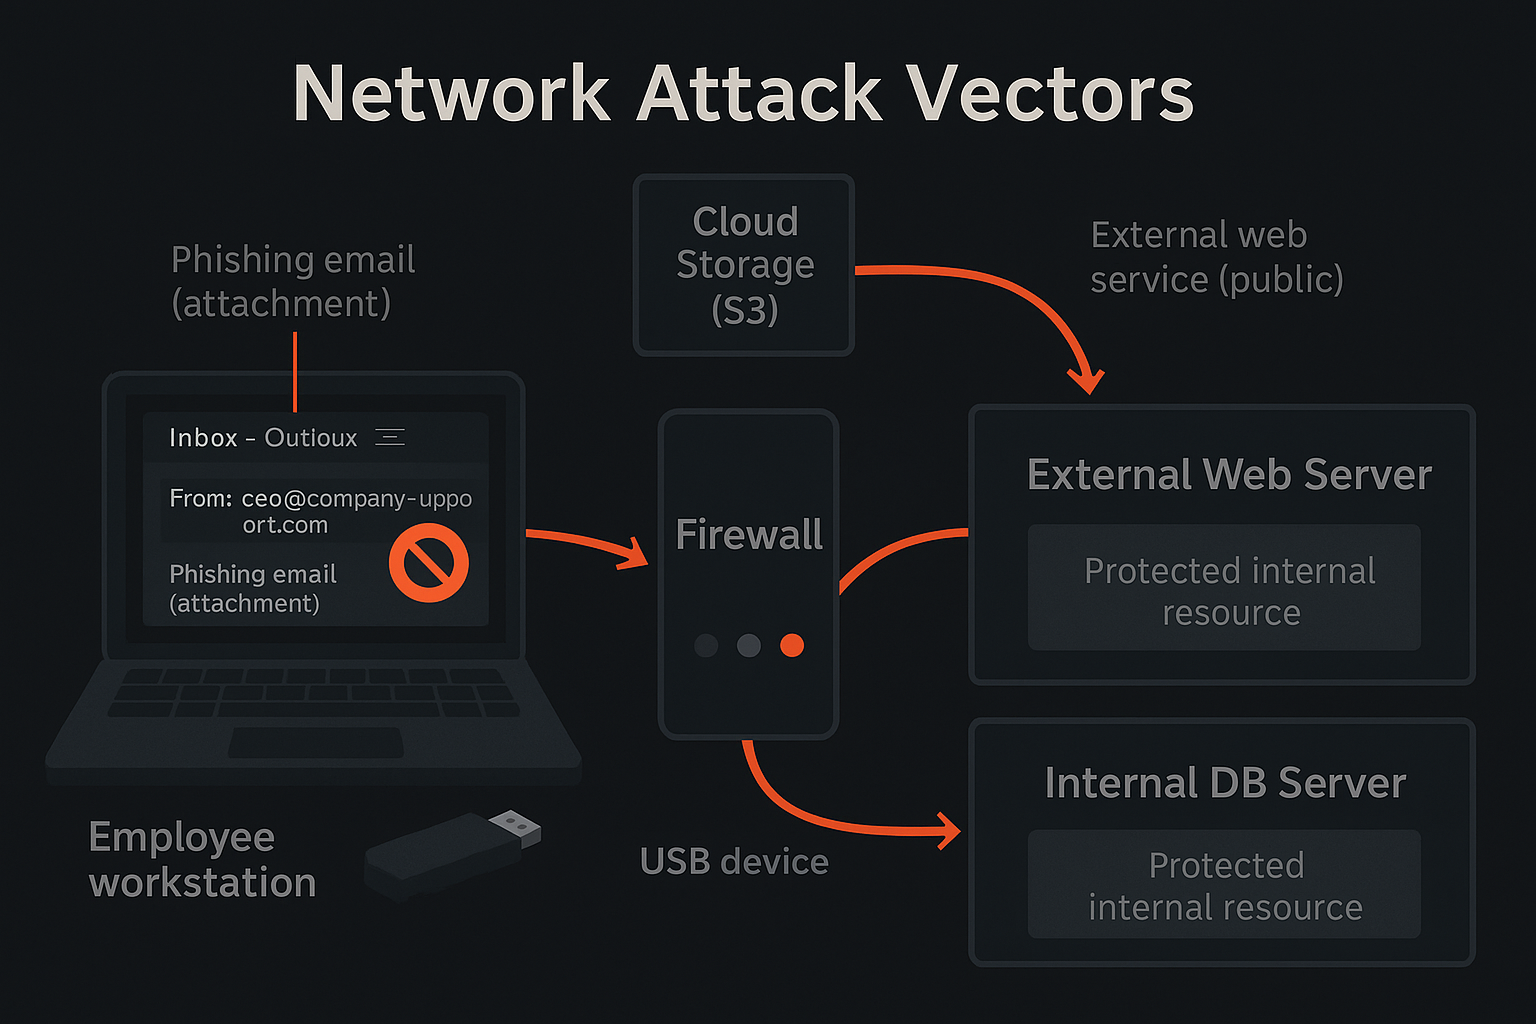 Network Attack Vectors
Phishing email
(attachment)
Inbox - Outioux
From: ceo@company-uppo
ort.com
Phishing email
(attachment)
Employee
workstation
Cloud
Storage
(S3)
Firewall
USB device
External web
service (public)
External Web Server
Protected internal
resource
Internal DB Server
Protected
internal resource